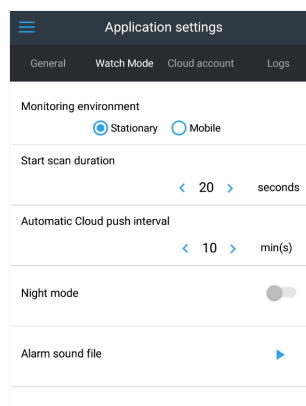 Application settings
General Watch Mode Cloud account Logs
Monitoring environment
Stationary Mobile
Start scan duration
20 seconds
Automatic Cloud push interval
10 min(s)
Night mode
Alarm sound file